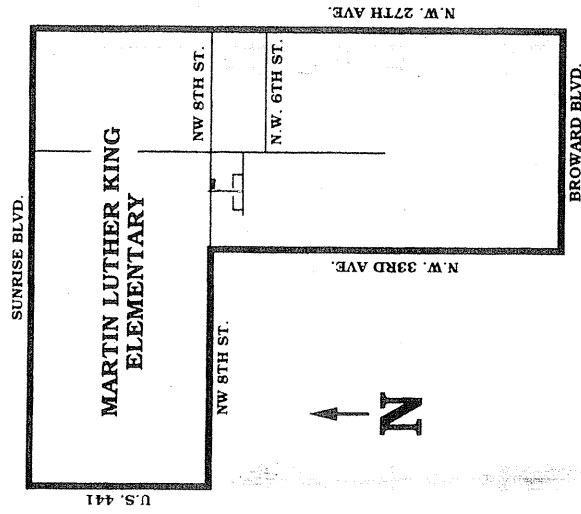 N.W. 27TH AVE.
SUNRISE BLVD.
MARTIN LUTHER KING
ELEMENTARY
NW 8TH ST.
N.W. 6TH ST.
BROWARD BLVD.
N.W. 33RD AVE.
NW 8TH ST.
N
U.S. 441